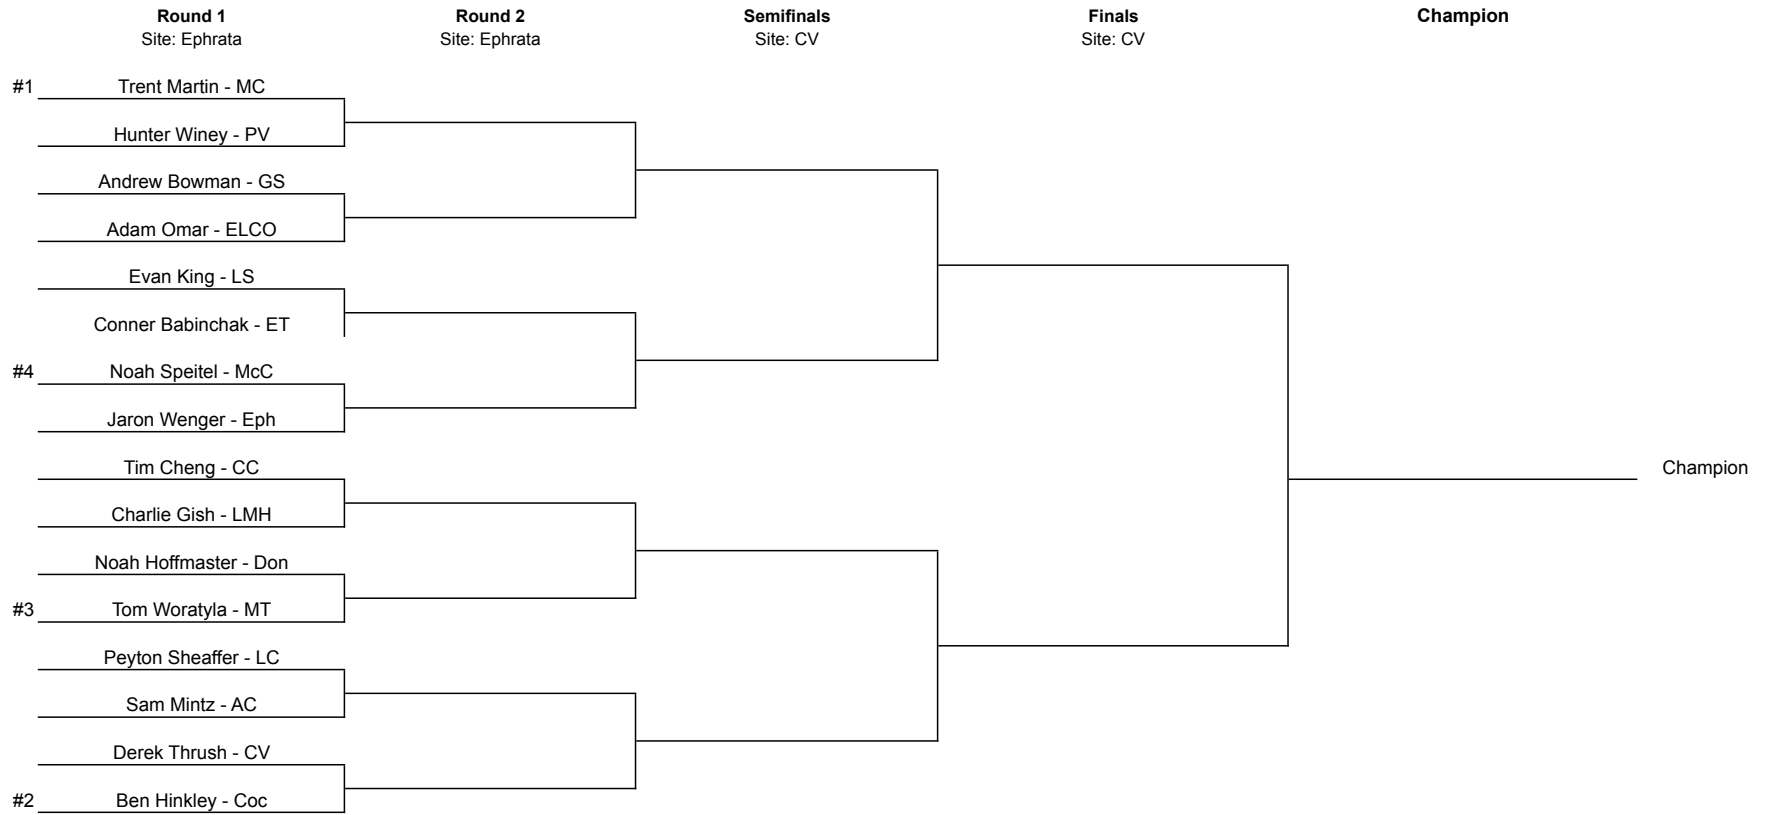 Round 1 Round 2 Semifinals Finals Champion
Site: Ephrata Site: Ephrata Site: CV Site: CV
#1 Trent Martin - MC
Hunter Winey - PV
Andrew Bowman - GS
Adam Omar - ELCO
Evan King - LS
Conner Babinchak - ET
#4 Noah Speitel - McC
Jaron Wenger - Eph
Tim Cheng - CC
Champion
Charlie Gish - LMH
Noah Hoffmaster - Don
#3 Tom Woratyla - MT
Peyton Sheaffer - LC
Sam Mintz - AC
Derek Thrush - CV
#2 Ben Hinkley - Coc